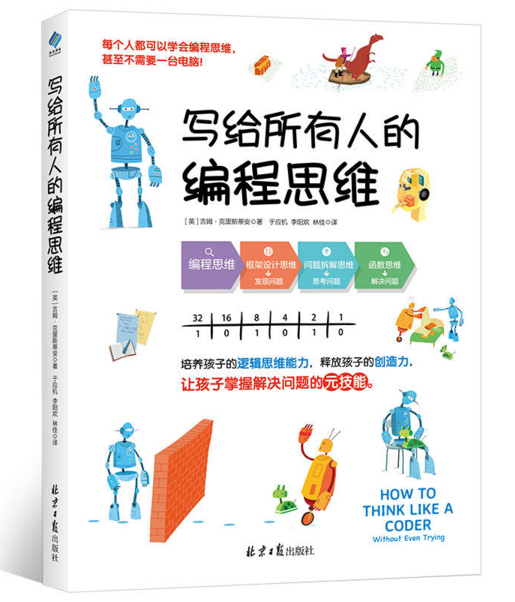 每个人都可以学会编程思维,
甚至不需要一台电脑!
写给所有人的
编程思维
[英]吉姆·克里斯蒂安著 于应机 李阳欢 林佳译
编程思维
框架设计思维
发现问题
问题拆解思维
思考问题
函数思维
解决问题
32 16 8 4 2 1
1 0 1 0 1 0
培养孩子的逻辑思维能力,释放孩子的创造力,
让孩子掌握解决问题的元技能。
HOW TO
THINK LIKE A
CODER
Without Even Trying
北京日报出版社
写给所有人的编程思维
[英]吉姆·克里斯蒂安著 于应机 李阳欢 林佳译
北京日报出版社